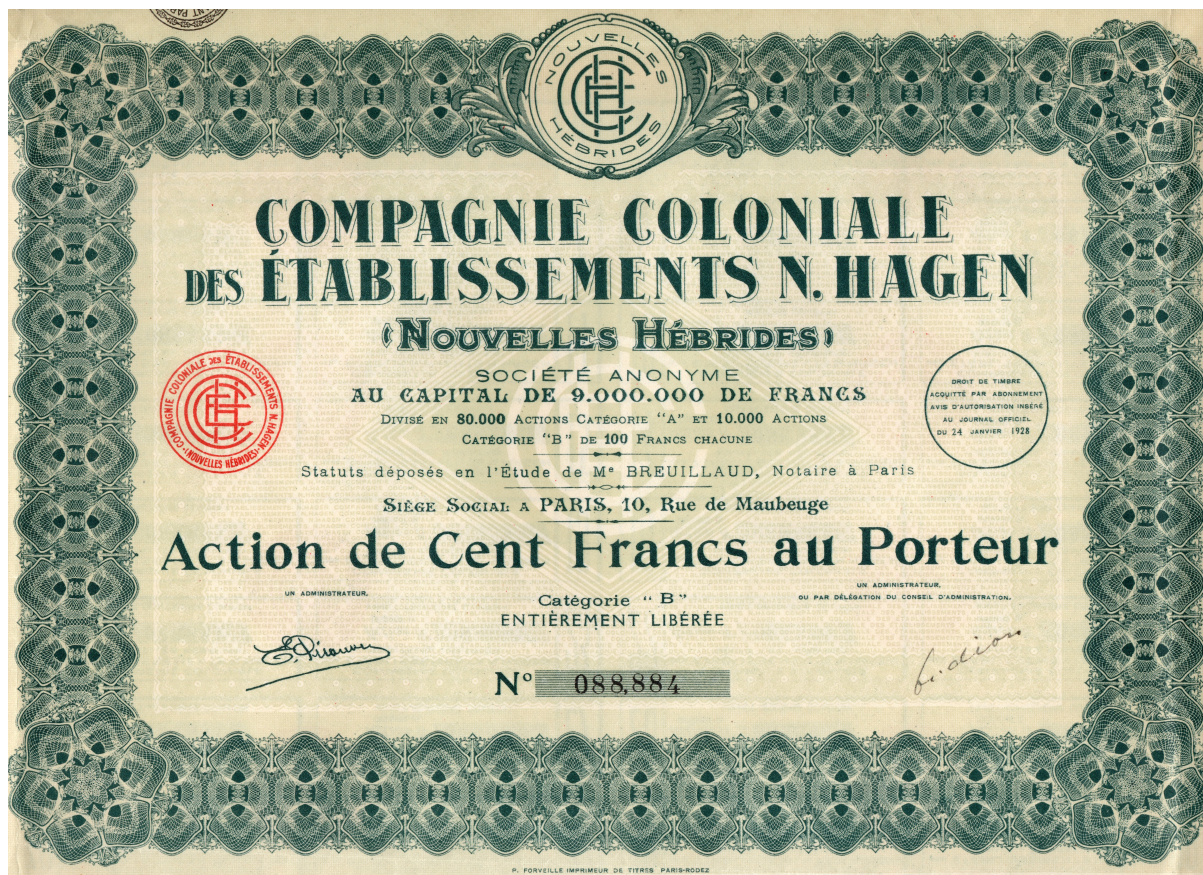 NOUVELLES
HÉBRIDES
COMPAGNIE COLONIALE
DES ÉTABLISSEMENTS N. HAGEN
(NOUVELLES HÉBRIDES)
SOCIÉTÉ ANONYME
AU CAPITAL DE 9.000.000 DE FRANCS
DIVISÉ EN 80.000 ACTIONS CATÉGORIE "A" ET 10.000 ACTIONS
CATÉGORIE "B" DE 100 FRANCS CHACUNE
COMPAGNIE COLONIALE DES ÉTABLISSEMENTS N. HAGEN
(NOUVELLES HÉBRIDES)
DROIT DE TIMBRE
ACQUITTÉ PAR ABONNEMENT
AVIS D'AUTORISATION INSÉRÉ
AU JOURNAL OFFICIEL
DU 24 JANVIER 1928
Statuts déposés en l'Étude de Me BREUILLAUD, Notaire à Paris
SIÈGE SOCIAL A PARIS, 10, Rue de Maubeuge
Action de Cent Francs au Porteur
UN ADMINISTRATEUR.
UN ADMINISTRATEUR,
OU PAR DÉLÉGATION DU CONSEIL D'ADMINISTRATION.
Catégorie "B"
ENTIÈREMENT LIBÉRÉE
No 088,884
P. FORVEILLE IMPRIMEUR DE TITRES PARIS-RODEZ